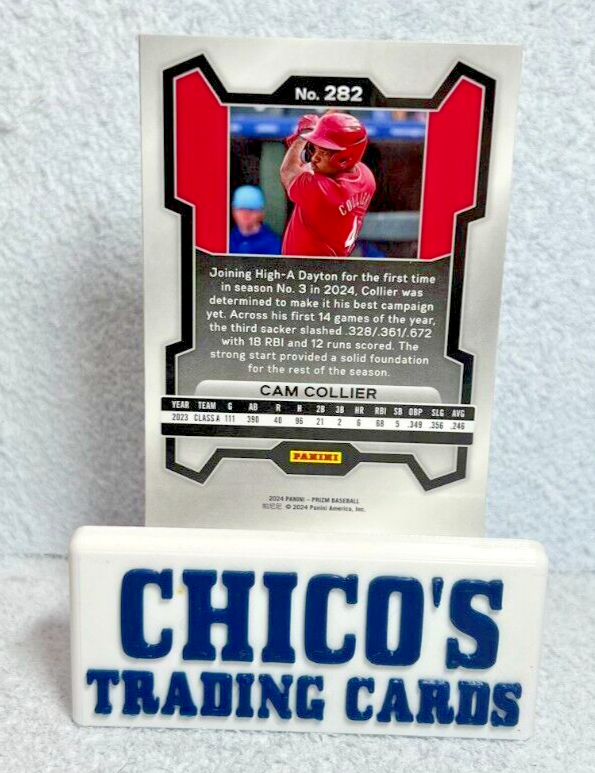 No. 282
COLLIER
4
Joining High-A Dayton for the first time
in season No. 3 in 2024, Collier was
determined to make it his best campaign
yet. Across his first 14 games of the year,
the third sacker slashed .328/.361/.672
with 18 RBI and 12 runs scored. The
strong start provided a solid foundation
for the rest of the season.
CAM COLLIER
YEAR TEAM G AB R H 2B 3B HR RBI SB OBP SLG AVG
2023 CLASS A 111 390 40 96 21 2 6 68 5 .349 .356 .246
PANINI
2024 PANINI – PRIZM BASEBALL
© 2024 Panini America, Inc.
CHICO'S
TRADING CARDS